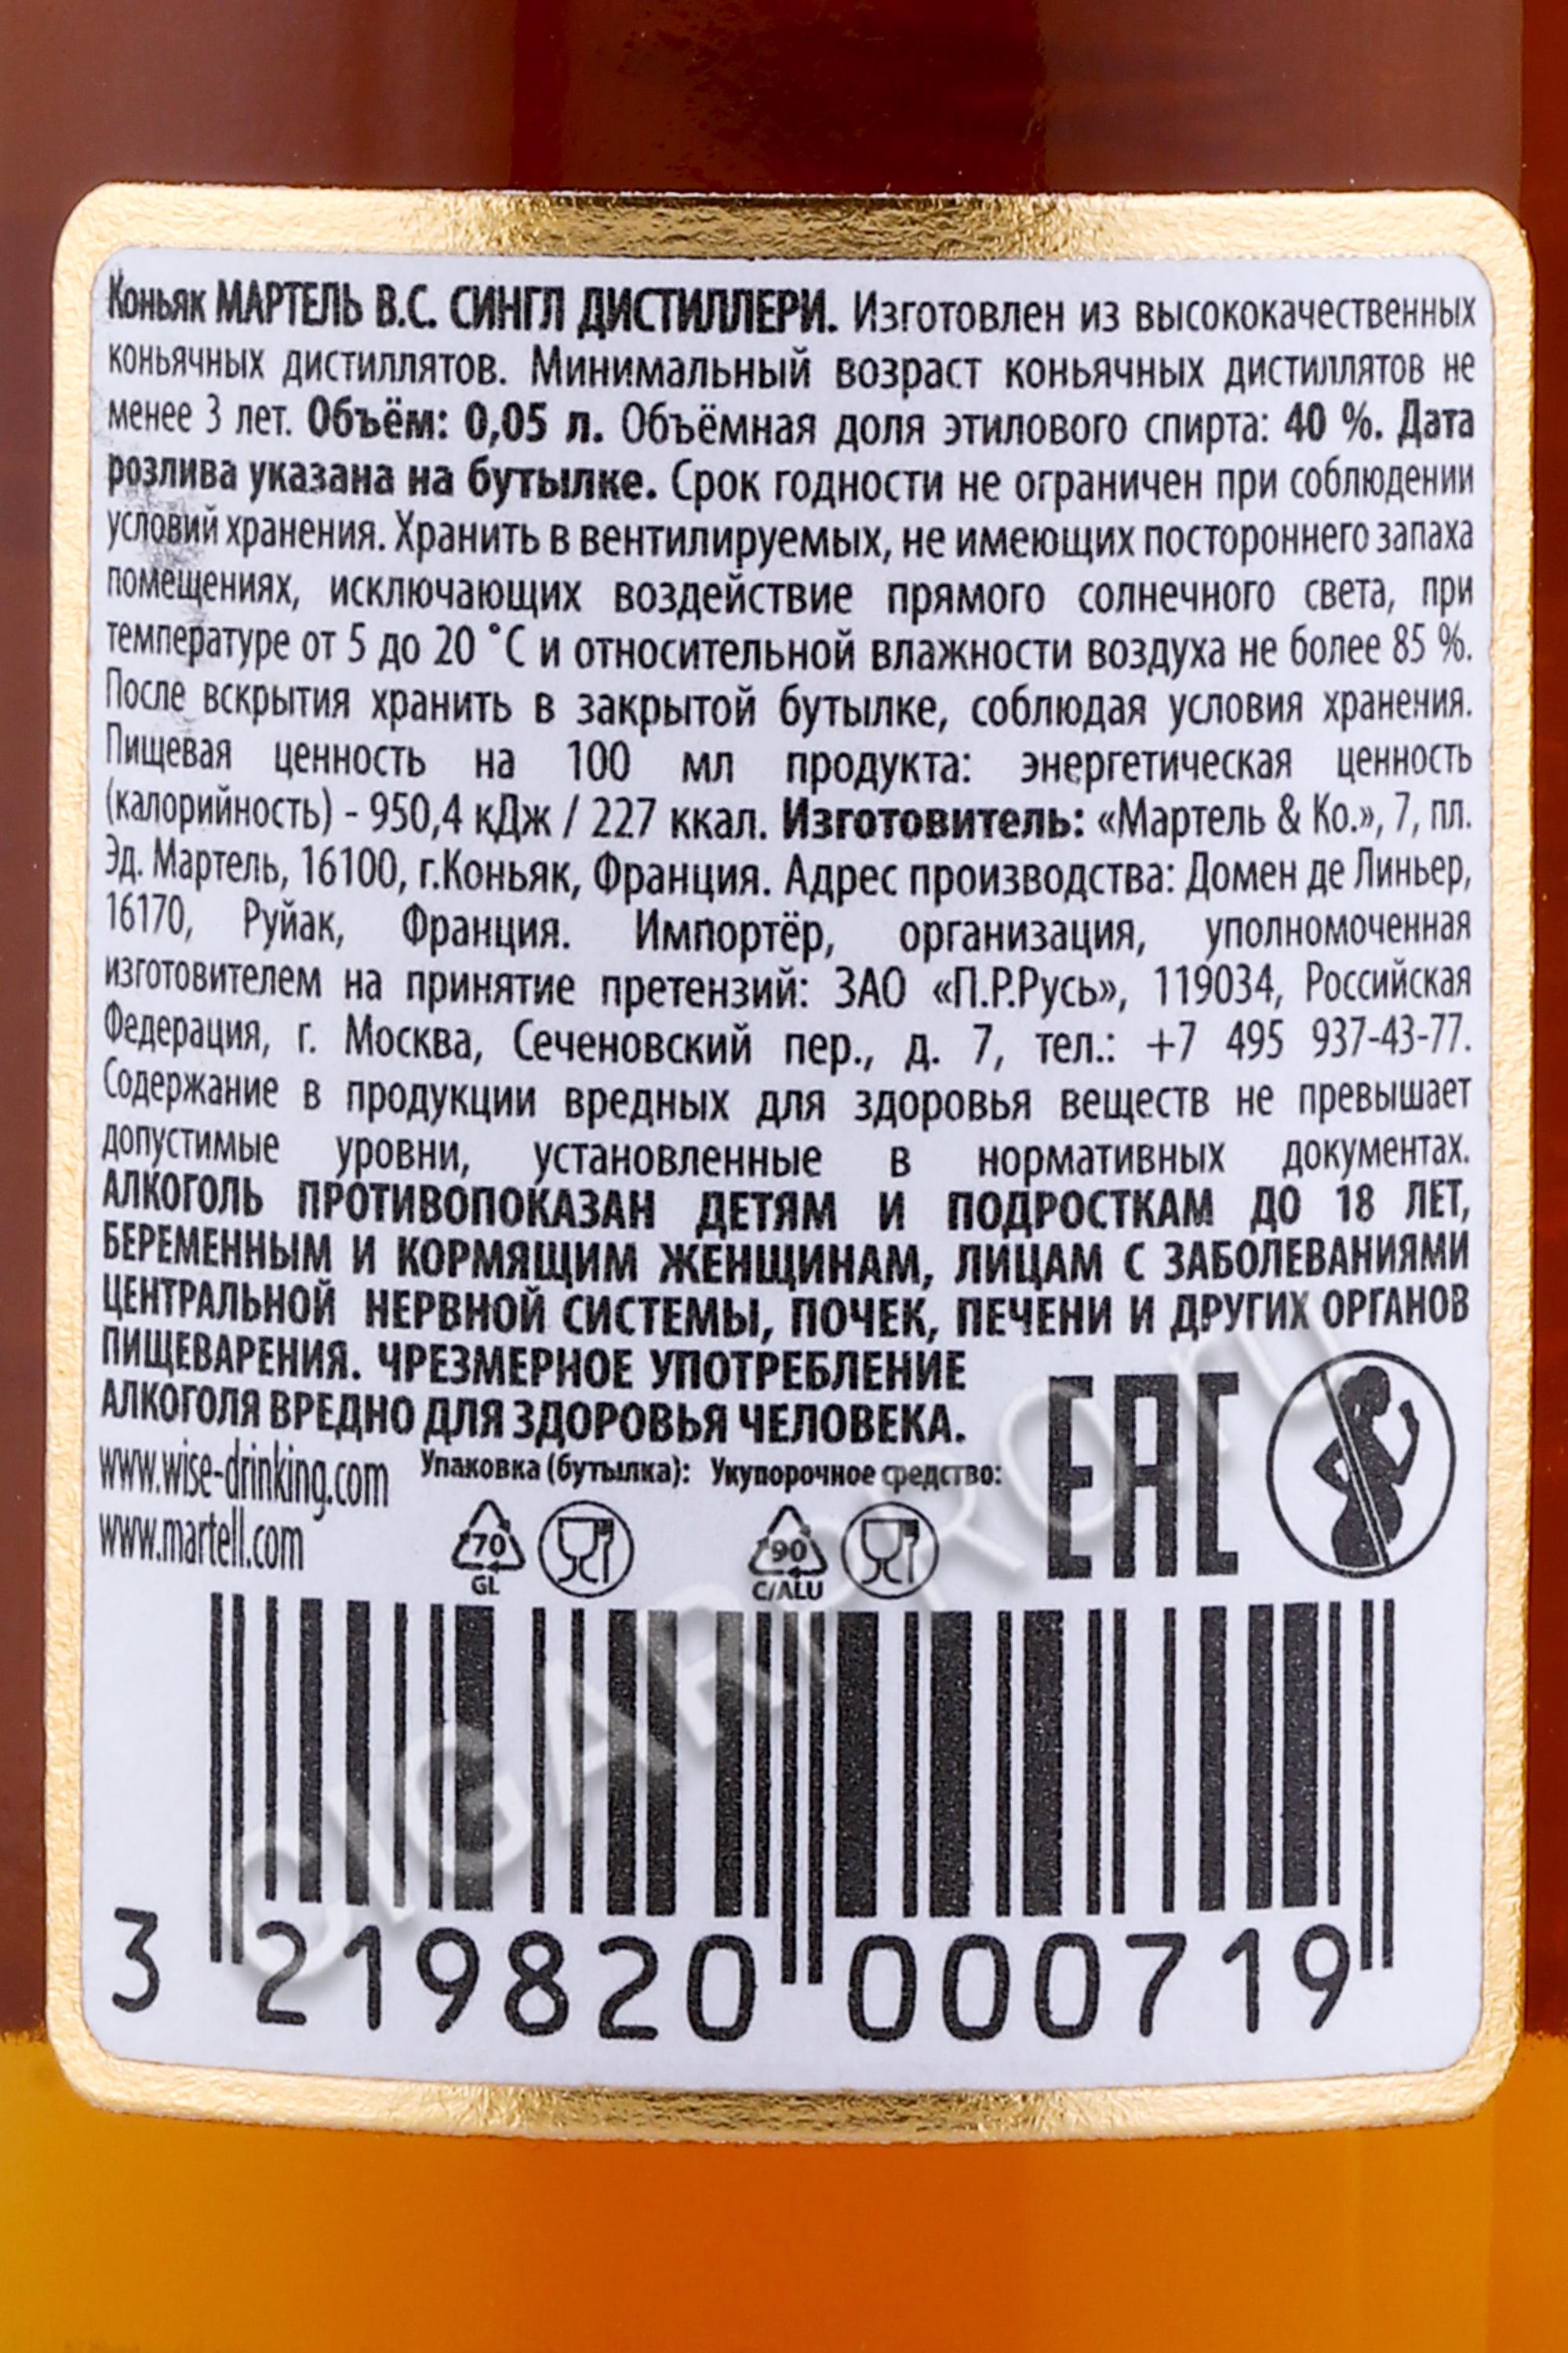 Коньяк МАРТЕЛЬ В.С. СИНГЛ ДИСТИЛЛЕРИ. Изготовлен из высококачественных
коньячных дистиллятов. Минимальный возраст коньячных дистиллятов не
менее 3 лет. Объём: 0,05 л. Объёмная доля этилового спирта: 40 %. Дата
розлива указана на бутылке. Срок годности не ограничен при соблюдении
условий хранения. Хранить в вентилируемых, не имеющих постороннего запаха
помещениях, исключающих воздействие прямого солнечного света, при
температуре от 5 до 20 °С и относительной влажности воздуха не более 85 %.
После вскрытия хранить в закрытой бутылке, соблюдая условия хранения.
Пищевая ценность на 100 мл продукта: энергетическая ценность
(калорийность) - 950,4 кДж / 227 ккал. Изготовитель: «Мартель & Ко.», 7, пл.
Эд. Мартель, 16100, г.Коньяк, Франция. Адрес производства: Домен де Линьер,
16170, Руйак, Франция. Импортёр, организация, уполномоченная
изготовителем на принятие претензий: ЗАО «П.Р.Русь», 119034, Российская
Федерация, г. Москва, Сеченовский пер., д. 7, тел.: +7 495 937-43-77.
Содержание в продукции вредных для здоровья веществ не превышает
допустимые уровни, установленные в нормативных документах.
АЛКОГОЛЬ ПРОТИВОПОКАЗАН ДЕТЯМ И ПОДРОСТКАМ ДО 18 ЛЕТ,
БЕРЕМЕННЫМ И КОРМЯЩИМ ЖЕНЩИНАМ, ЛИЦАМ С ЗАБОЛЕВАНИЯМИ
ЦЕНТРАЛЬНОЙ НЕРВНОЙ СИСТЕМЫ, ПОЧЕК, ПЕЧЕНИ И ДРУГИХ ОРГАНОВ
ПИЩЕВАРЕНИЯ. ЧРЕЗМЕРНОЕ УПОТРЕБЛЕНИЕ
АЛКОГОЛЯ ВРЕДНО ДЛЯ ЗДОРОВЬЯ ЧЕЛОВЕКА.
EAC
www.wise-drinking.com Упаковка (бутылка): Укупорочное средство:
www.martell.com
70 90
GL C/ALU
3 219820 000719
CIGARPRO.ru